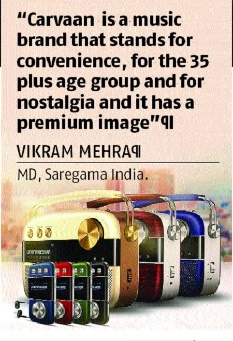 “Carvaan is a music
brand that stands for
convenience, for the 35
plus age group and for
nostalgia and it has a
premium image”¶
VIKRAM MEHRA¶
MD, Saregama India.